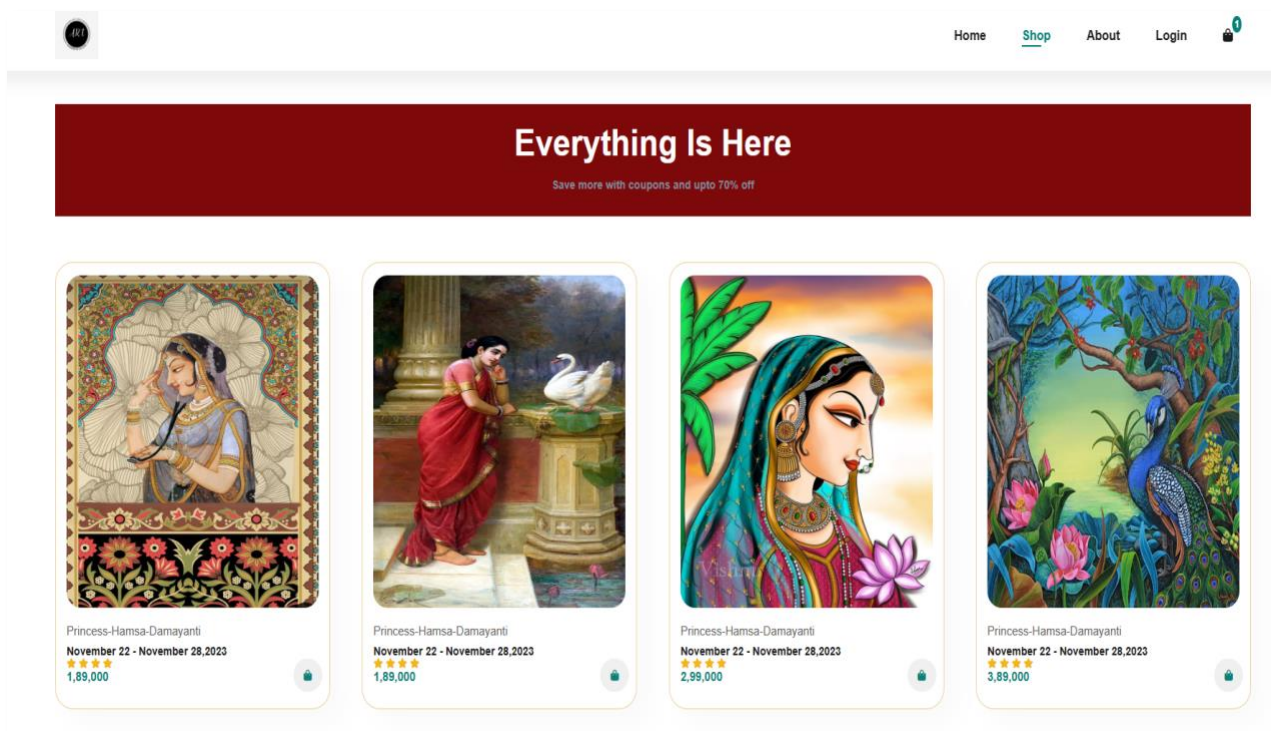 ART
Home Shop About Login 1
Everything Is Here
Save more with coupons and upto 70% off
Princess-Hamsa-Damayanti
November 22 - November 28,2023
1,89,000
Princess-Hamsa-Damayanti
November 22 - November 28,2023
1,89,000
Princess-Hamsa-Damayanti
November 22 - November 28,2023
2,99,000
Princess-Hamsa-Damayanti
November 22 - November 28,2023
3,89,000